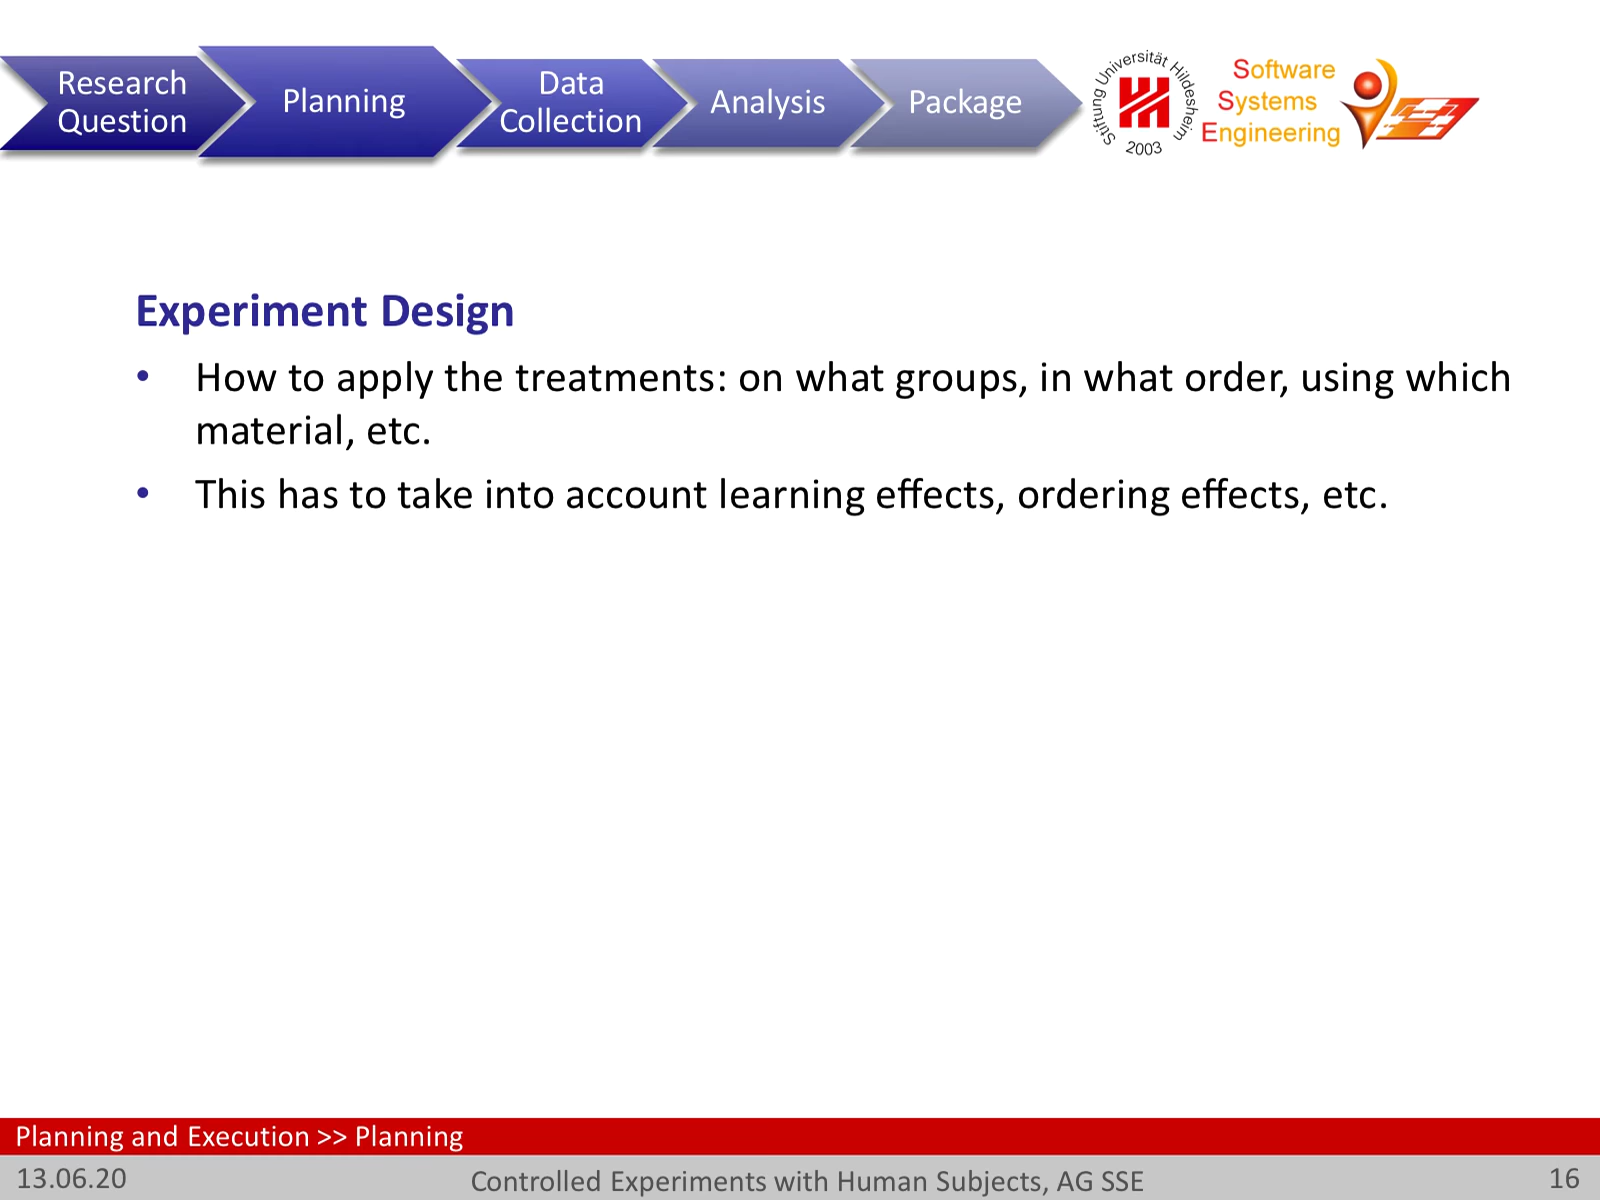 Research
Question
Planning
Data
Collection
Analysis
Package
Stiftung Universität Hildesheim
2003
Software
Systems
Engineering
Experiment Design
• How to apply the treatments: on what groups, in what order, using which
material, etc.
• This has to take into account learning effects, ordering effects, etc.
Planning and Execution >> Planning
13.06.20
Controlled Experiments with Human Subjects, AG SSE
16